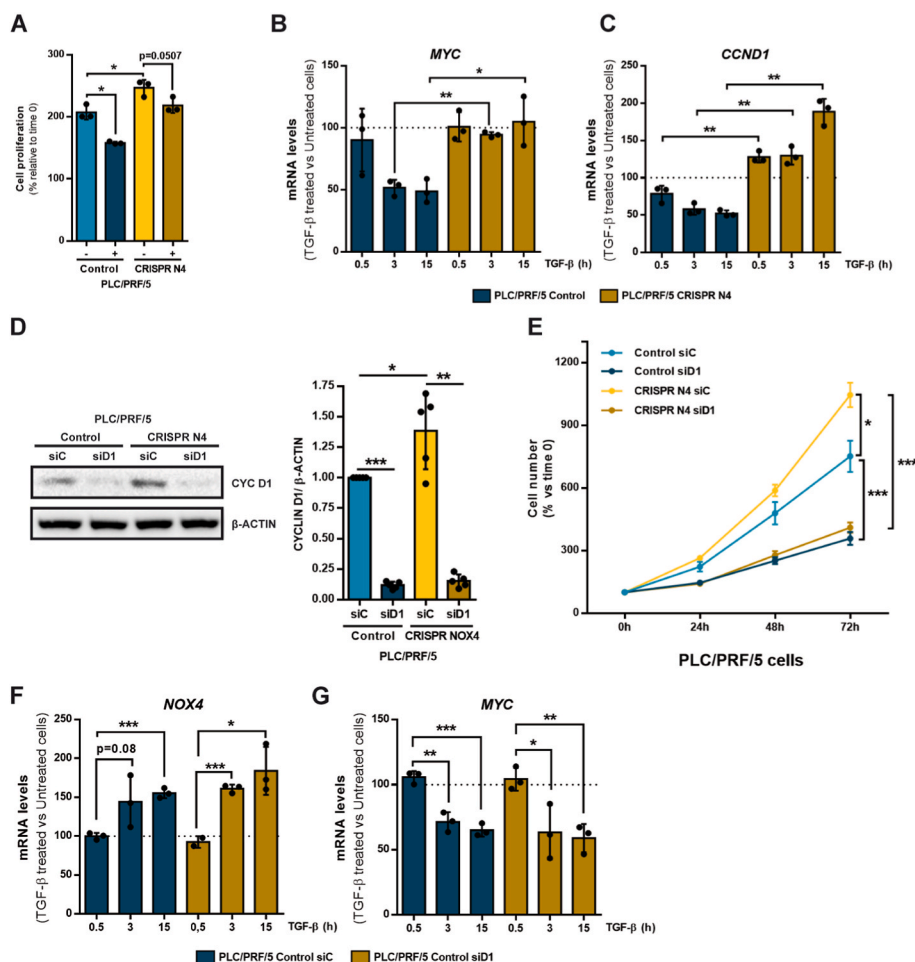 A
Cell proliferation
(% relative to time 0)
300
200
100
0
*
*
p=0.0507
- + - +
Control CRISPR N4
PLC/PRF/5
B
MYC
mRNA levels
(TGF-β treated vs Untreated cells)
150
100
50
0
*
**
0.5 3 15 0.5 3 15 TGF-β (h)
C
CCND1
mRNA levels
(TGF-β treated vs Untreated cells)
250
200
150
100
50
0
**
**
**
0.5 3 15 0.5 3 15 TGF-β (h)
PLC/PRF/5 Control PLC/PRF/5 CRISPR N4
D
PLC/PRF/5
Control CRISPR N4
siC siD1 siC siD1
CYC D1
β-ACTIN
CYCLIN D1/ β-ACTIN
1.75
1.50
1.25
1.00
0.75
0.50
0.25
0.00
*
**
***
siC siD1 siC siD1
Control CRISPR NOX4
PLC/PRF/5
E
Control siC
Control siD1
CRISPR N4 siC
CRISPR N4 siD1
Cell number
(% vs time 0)
1200
900
600
300
0
*
***
0h 24h 48h 72h
PLC/PRF/5 cells
F
NOX4
mRNA levels
(TGF-β treated vs Untreated cells)
250
200
150
100
50
0
***
p=0.08
*
***
0.5 3 15 0,5 3 15 TGF-β (h)
G
MYC
mRNA levels
(TGF-β treated vs Untreated cells)
150
100
50
0
***
**
**
*
0.5 3 15 0.5 3 15 TGF-β (h)
PLC/PRF/5 Control siC PLC/PRF/5 Control siD1